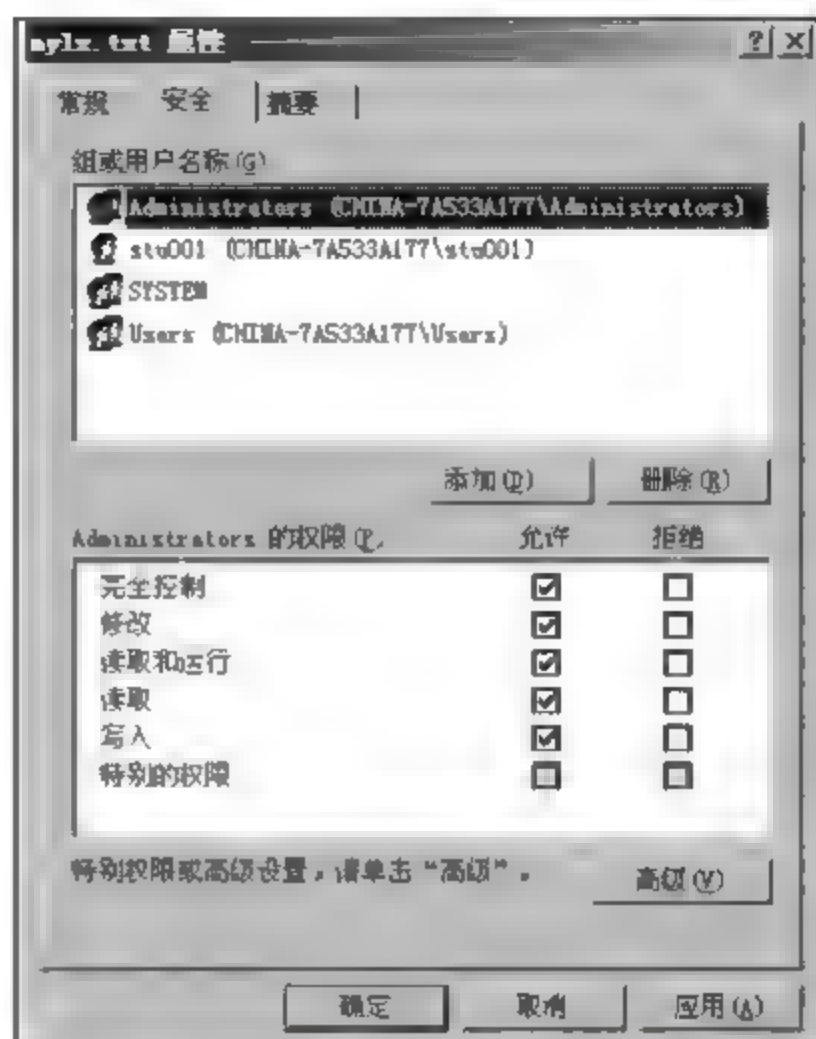 mylx.txt 属性
常规 安全 摘要
组或用户名称(G)
Administrators (CHINA-7A533A177\Administrators)
stu001 (CHINA-7A533A177\stu001)
SYSTEM
Users (CHINA-7A533A177\Users)
添加(D) 删除(R)
Administrators 的权限(P) 允许 拒绝
完全控制
修改
读取和运行
读取
写入
特别的权限
特别权限或高级设置，请单击“高级”。 高级(V)
确定 取消 应用(A)